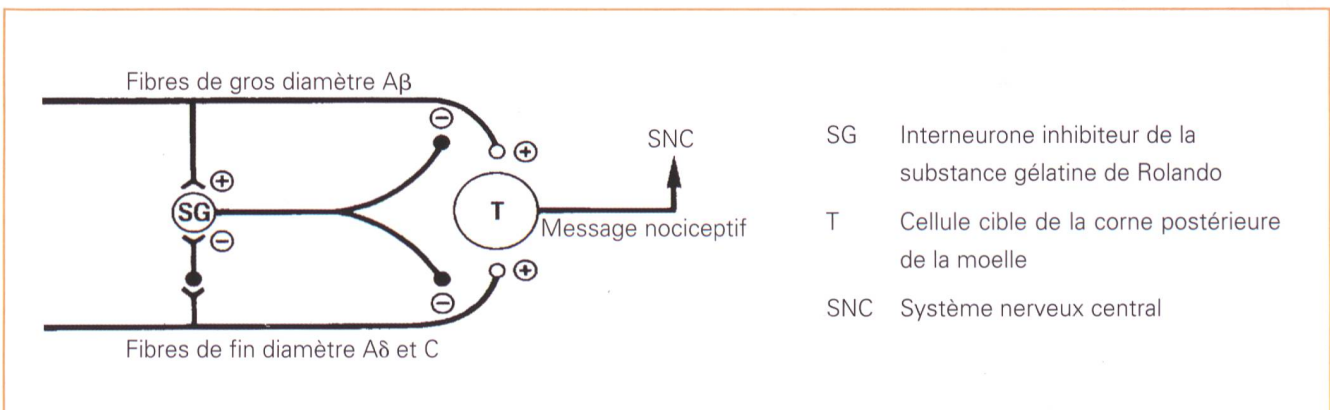 Fibres de gros diamètre Aβ
⊖
SNC
⊕
⊕
SG
T
⊖
Message nociceptif
⊕
⊖
Fibres de fin diamètre Aδ et C
SG Interneurone inhibiteur de la
substance gélatine de Rolando
T Cellule cible de la corne postérieure
de la moelle
SNC Système nerveux central